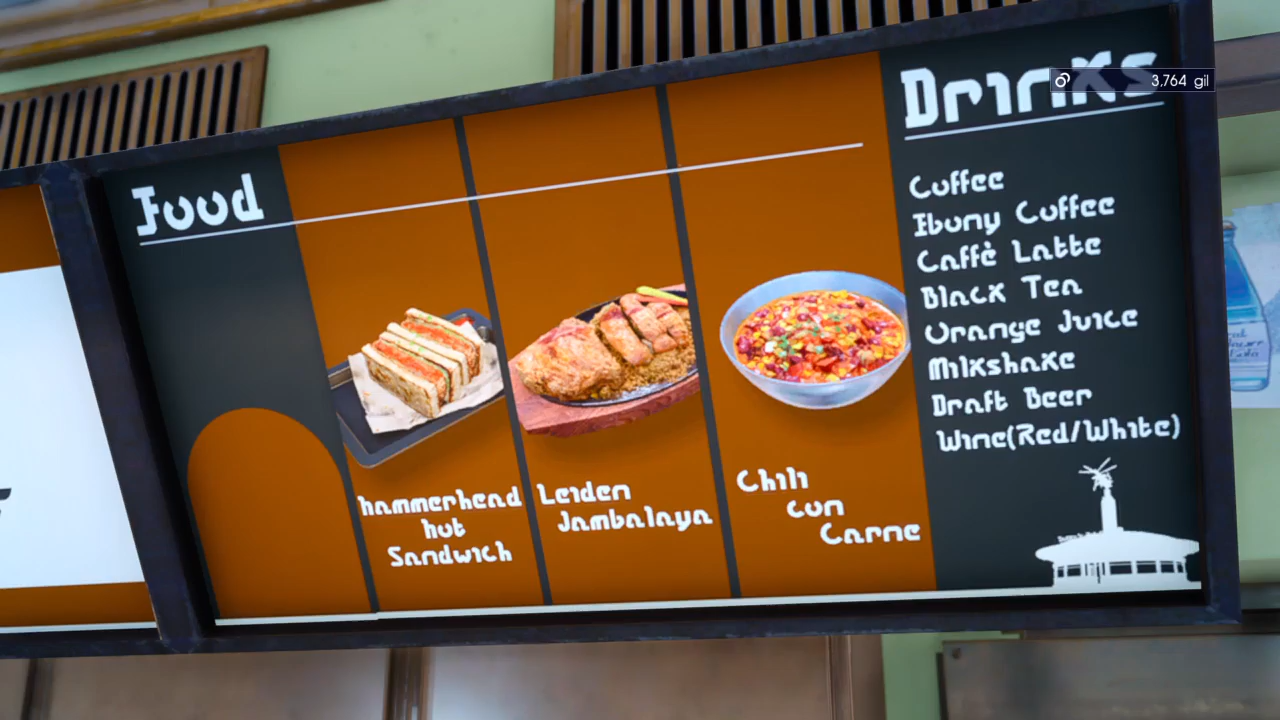 3,764 gil
Food
hammerhead
hot
Sandwich
Leiden
Jambalaya
Chili
con
Carne
Drinks
Coffee
Ebony Coffee
Caffè Latte
Black Tea
Orange Juice
Milkshake
Draft Beer
Wine(Red/White)